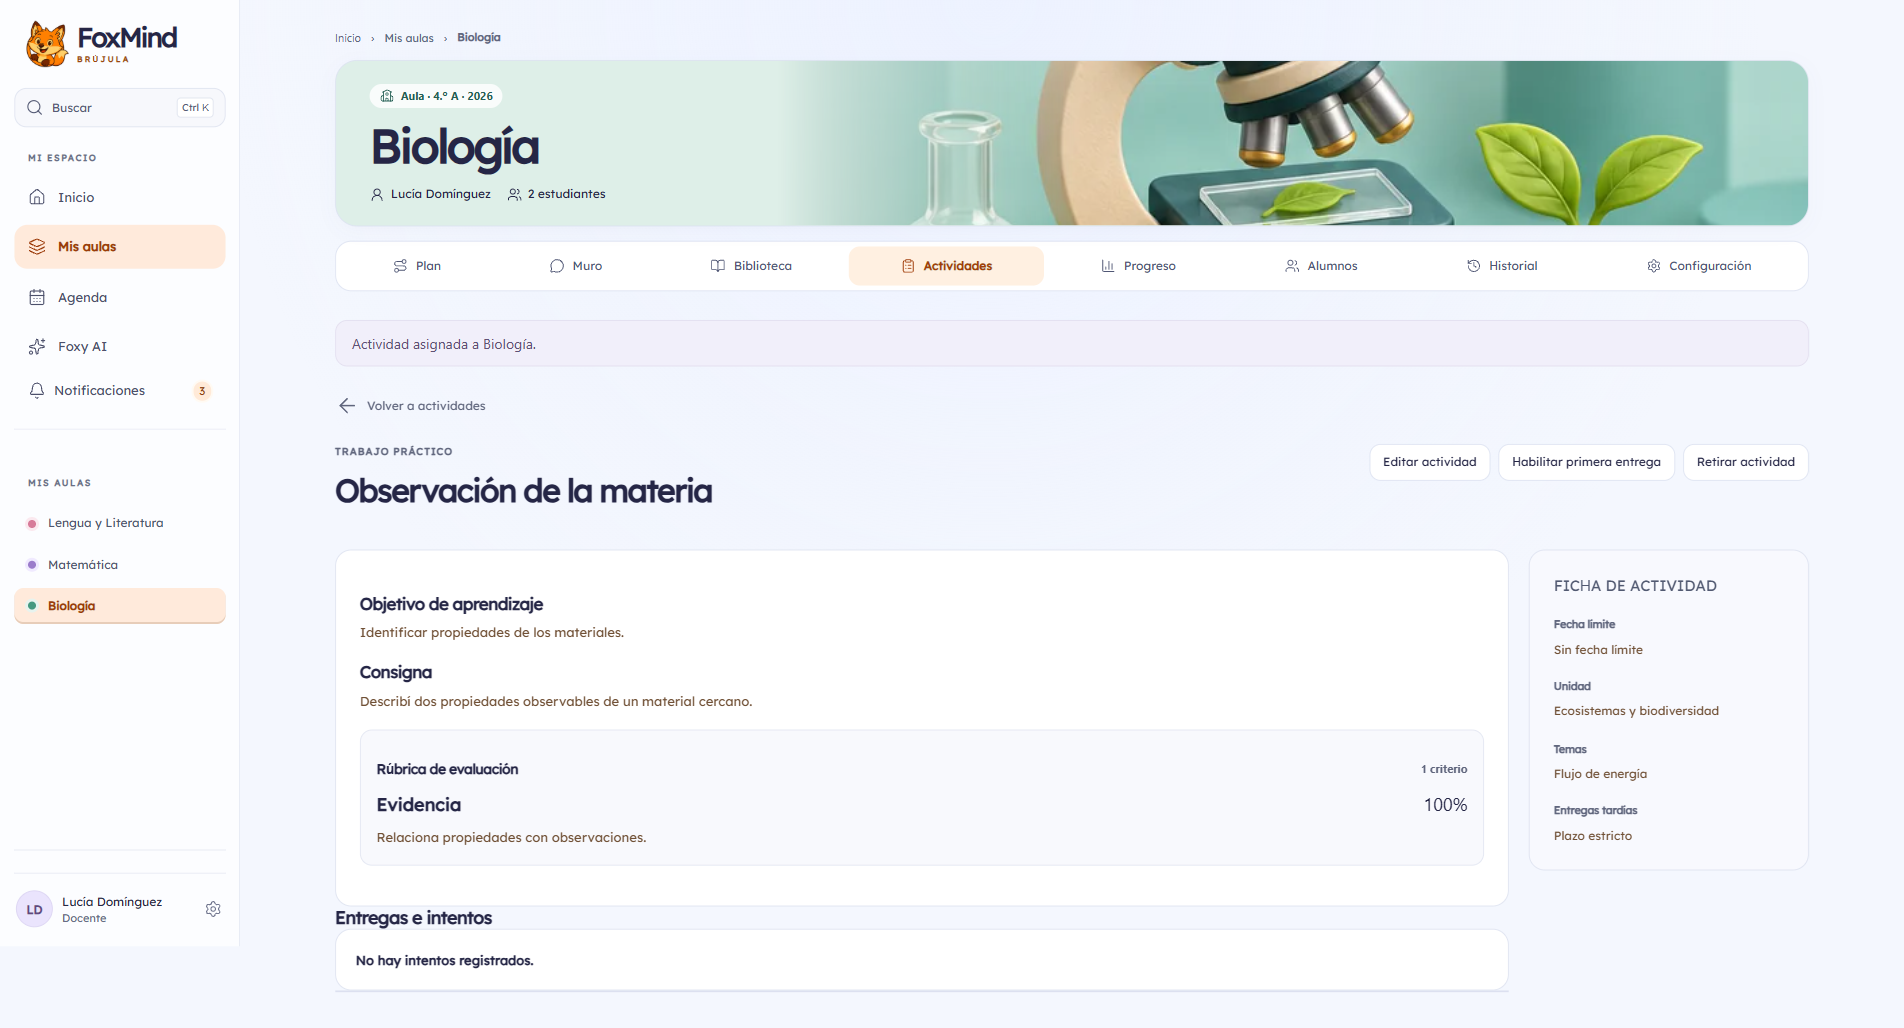 FoxMind
BRÚJULA
Buscar
Ctrl K
MI ESPACIO
Inicio
Mis aulas
Agenda
Foxy AI
Notificaciones
3
MIS AULAS
Lengua y Literatura
Matemática
Biología
LD
Lucía Domínguez
Docente
Inicio › Mis aulas › Biología
Aula · 4.º A · 2026
Biología
Lucía Domínguez 2 estudiantes
Plan Muro Biblioteca Actividades Progreso Alumnos Historial Configuración
Actividad asignada a Biología.
Volver a actividades
TRABAJO PRÁCTICO
Observación de la materia
Editar actividad
Habilitar primera entrega
Retirar actividad
Objetivo de aprendizaje
Identificar propiedades de los materiales.
Consigna
Describí dos propiedades observables de un material cercano.
Rúbrica de evaluación
1 criterio
Evidencia
100%
Relaciona propiedades con observaciones.
FICHA DE ACTIVIDAD
Fecha límite
Sin fecha límite
Unidad
Ecosistemas y biodiversidad
Temas
Flujo de energía
Entregas tardías
Plazo estricto
Entregas e intentos
No hay intentos registrados.